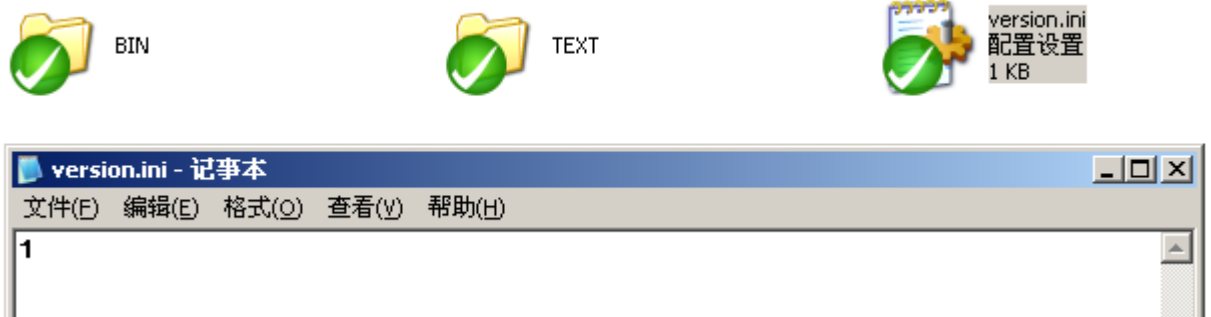 BIN
TEXT
version.ini
配置设置
1 KB
version.ini - 记事本
文件(F) 编辑(E) 格式(O) 查看(V) 帮助(H)
1